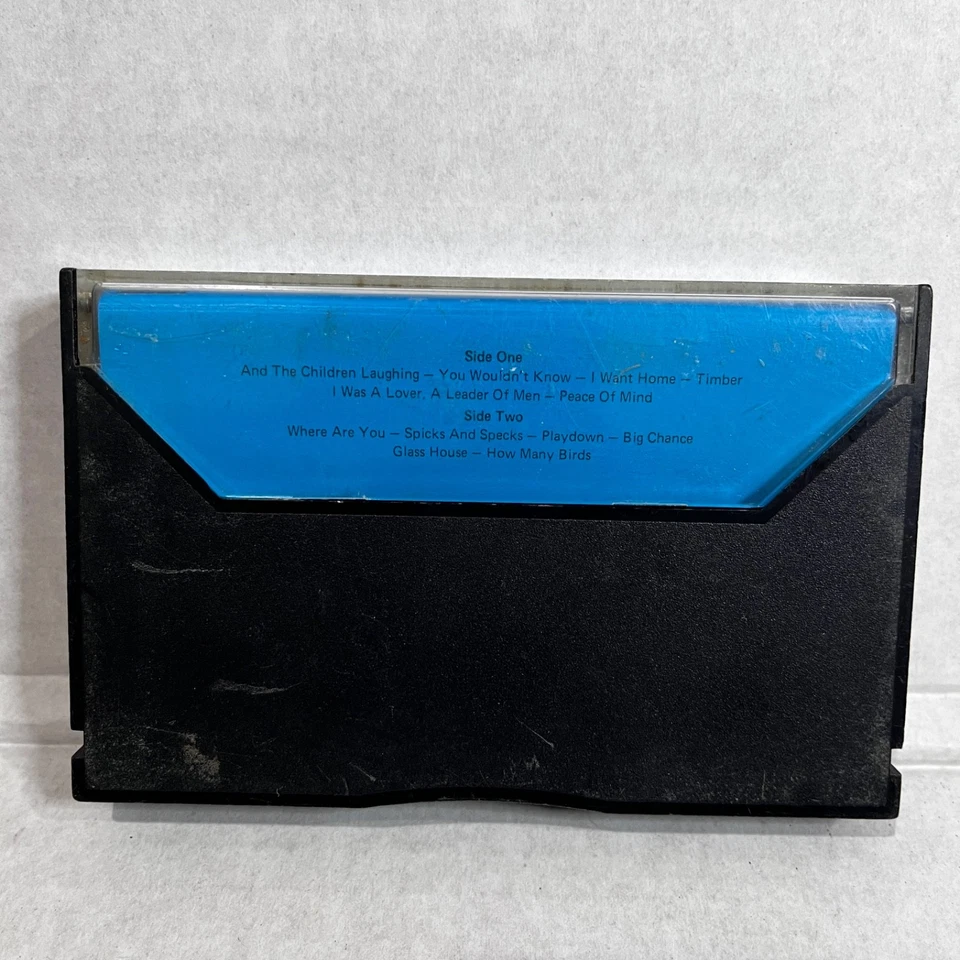 Side One
And The Children Laughing — You Wouldn't Know — I Want Home — Timber
I Was A Lover, A Leader Of Men — Peace Of Mind
Side Two
Where Are You — Spicks And Specks — Playdown — Big Chance
Glass House — How Many Birds